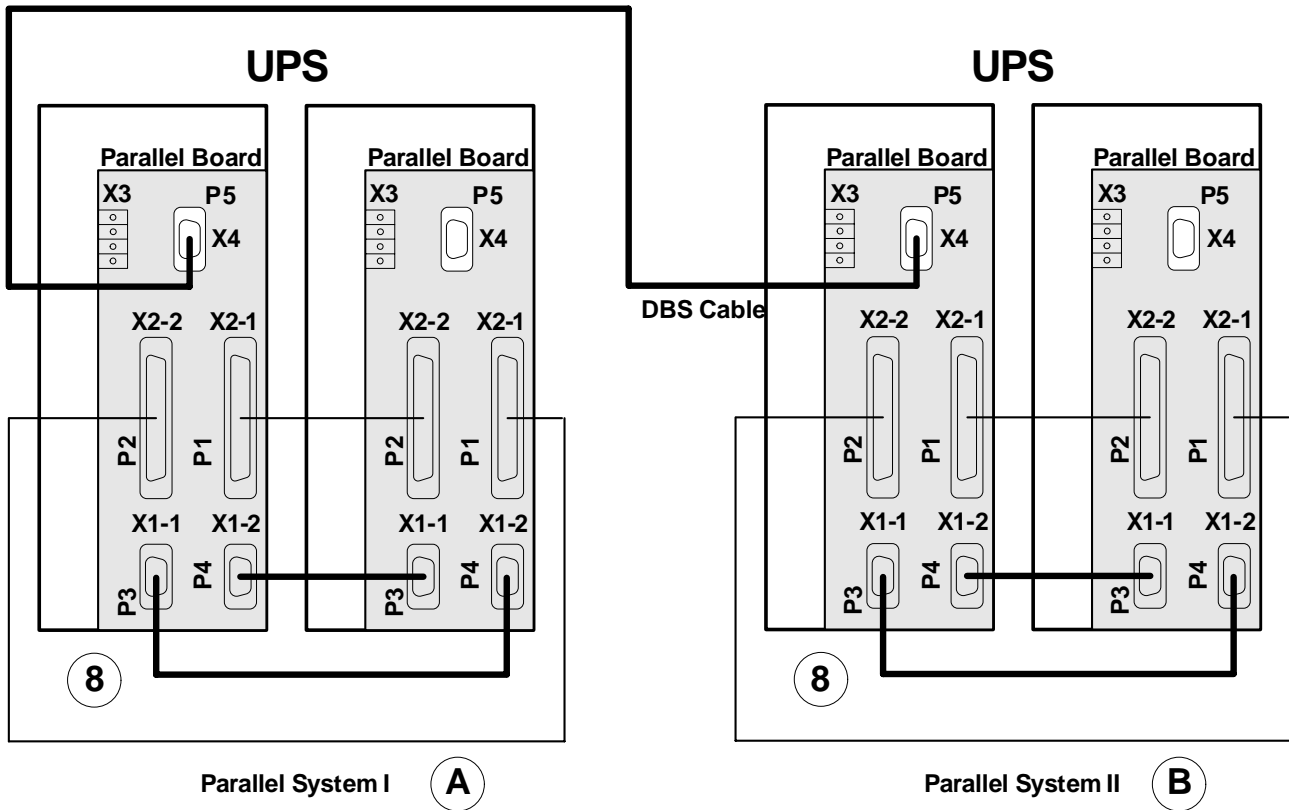 UPS UPS
Parallel Board Parallel Board Parallel Board Parallel Board
X3 P5 X3 P5 X3 P5 X3 P5
X4 X4 X4 X4
DBS Cable
X2-2 X2-1 X2-2 X2-1 X2-2 X2-1 X2-2 X2-1
P2 P1 P2 P1 P2 P1 P2 P1
X1-1 X1-2 X1-1 X1-2 X1-1 X1-2 X1-1 X1-2
P3 P4 P3 P4 P3 P4 P3 P4
8 8
Parallel System I A Parallel System II B